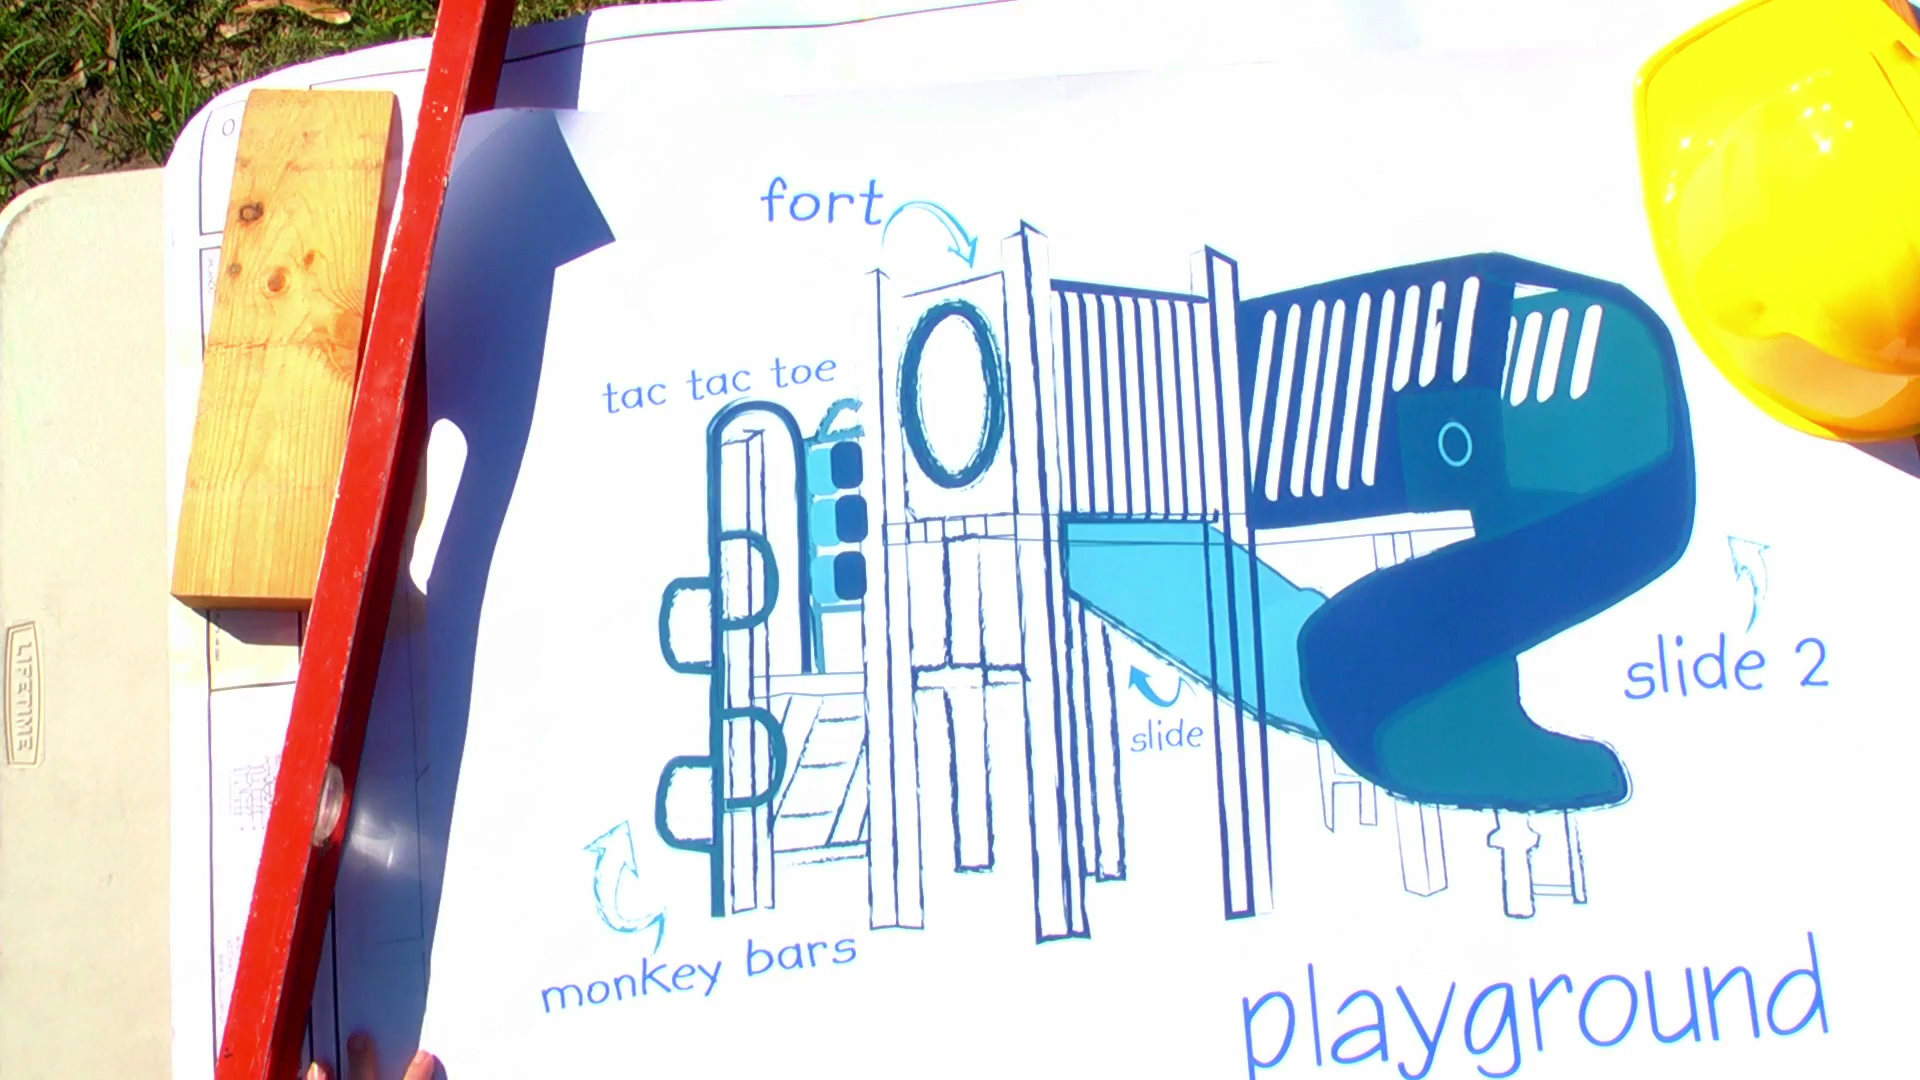 fort
tac tac toe
slide 2
slide
monkey bars
playground
LIFETIME